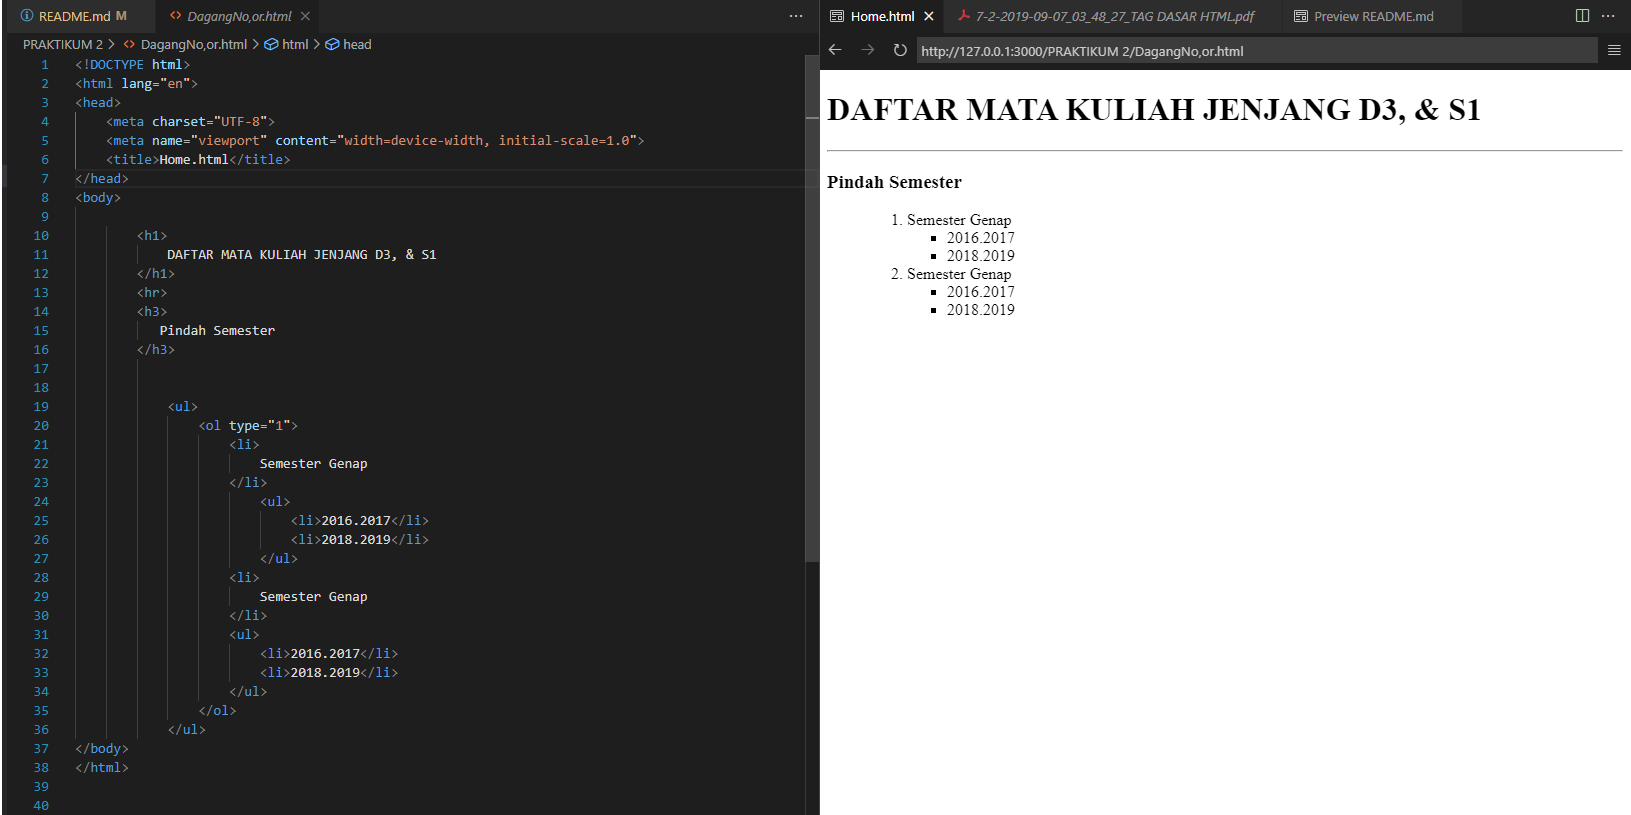 README.md M DagangNo,or.html
PRAKTIKUM 2 > DagangNo,or.html > html > head
1 <!DOCTYPE html>
2 <html lang="en">
3 <head>
4 <meta charset="UTF-8">
5 <meta name="viewport" content="width=device-width, initial-scale=1.0">
6 <title>Home.html</title>
7 </head>
8 <body>
9
10 <h1>
11 DAFTAR MATA KULIAH JENJANG D3, & S1
12 </h1>
13 <hr>
14 <h3>
15 Pindah Semester
16 </h3>
17
18
19 <ul>
20 <ol type="1">
21 <li>
22 Semester Genap
23 </li>
24 <ul>
25 <li>2016.2017</li>
26 <li>2018.2019</li>
27 </ul>
28 <li>
29 Semester Genap
30 </li>
31 <ul>
32 <li>2016.2017</li>
33 <li>2018.2019</li>
34 </ul>
35 </ol>
36 </ul>
37 </body>
38 </html>
39
40
Home.html 7-2-2019-09-07_03_48_27_TAG DASAR HTML.pdf Preview README.md
http://127.0.0.1:3000/PRAKTIKUM 2/DagangNo,or.html
DAFTAR MATA KULIAH JENJANG D3, & S1
Pindah Semester
1. Semester Genap
2016.2017
2018.2019
2. Semester Genap
2016.2017
2018.2019